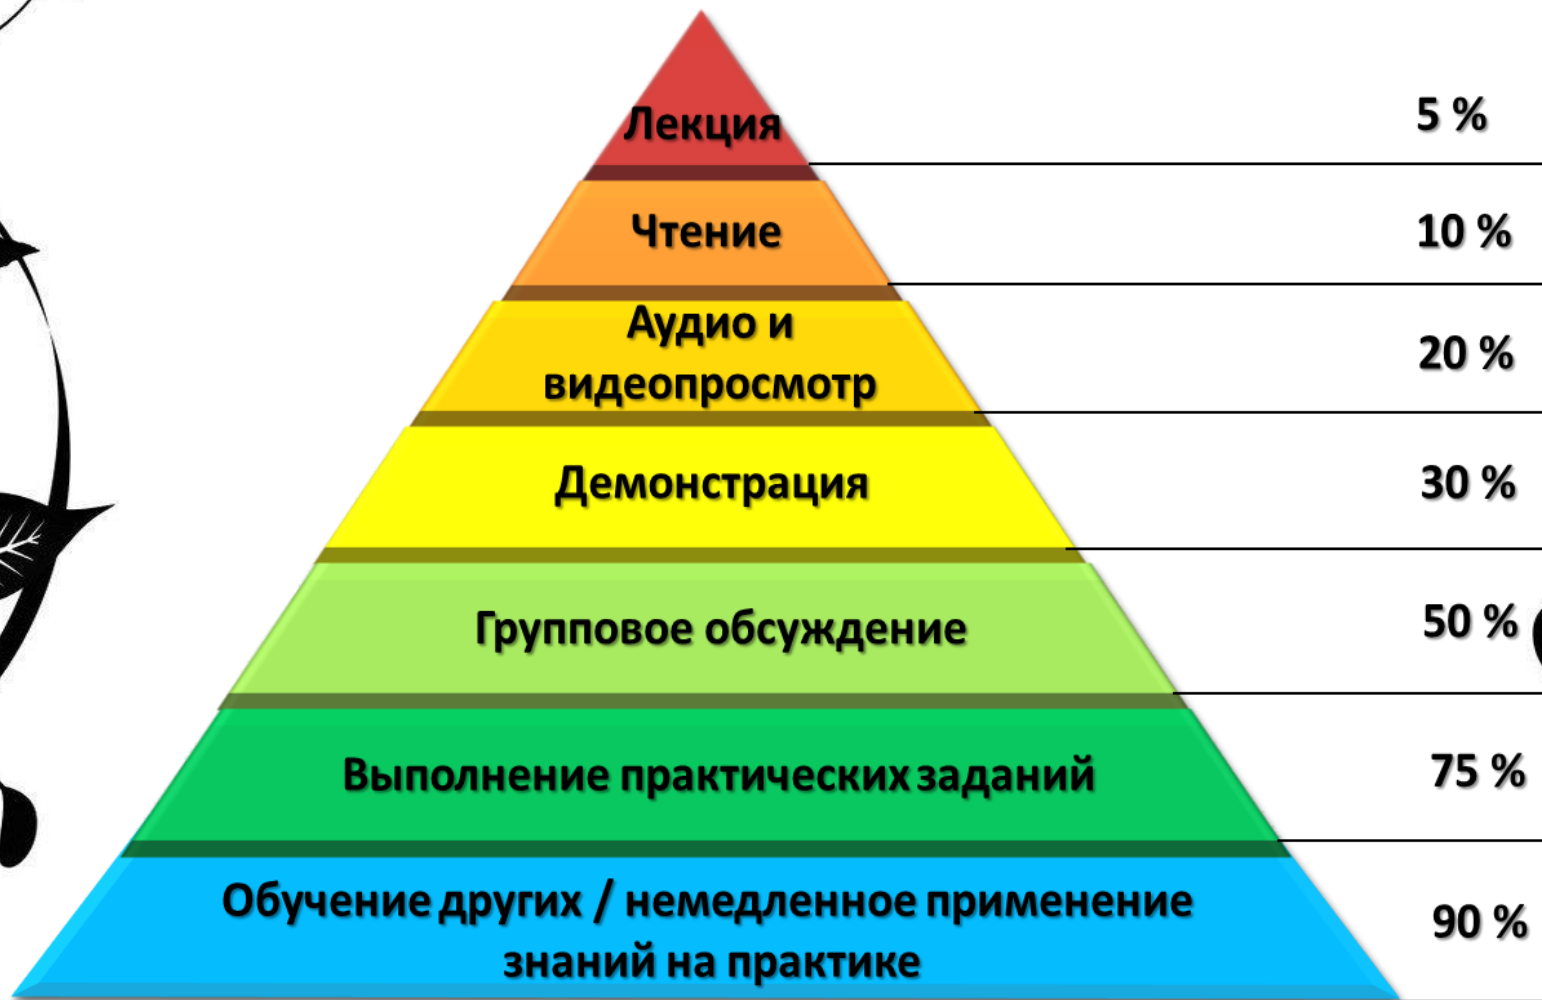 Лекция
5 %
Чтение
10 %
Аудио и
видеопросмотр
20 %
Демонстрация
30 %
Групповое обсуждение
50 %
Выполнение практических заданий
75 %
Обучение других / немедленное применение
знаний на практике
90 %